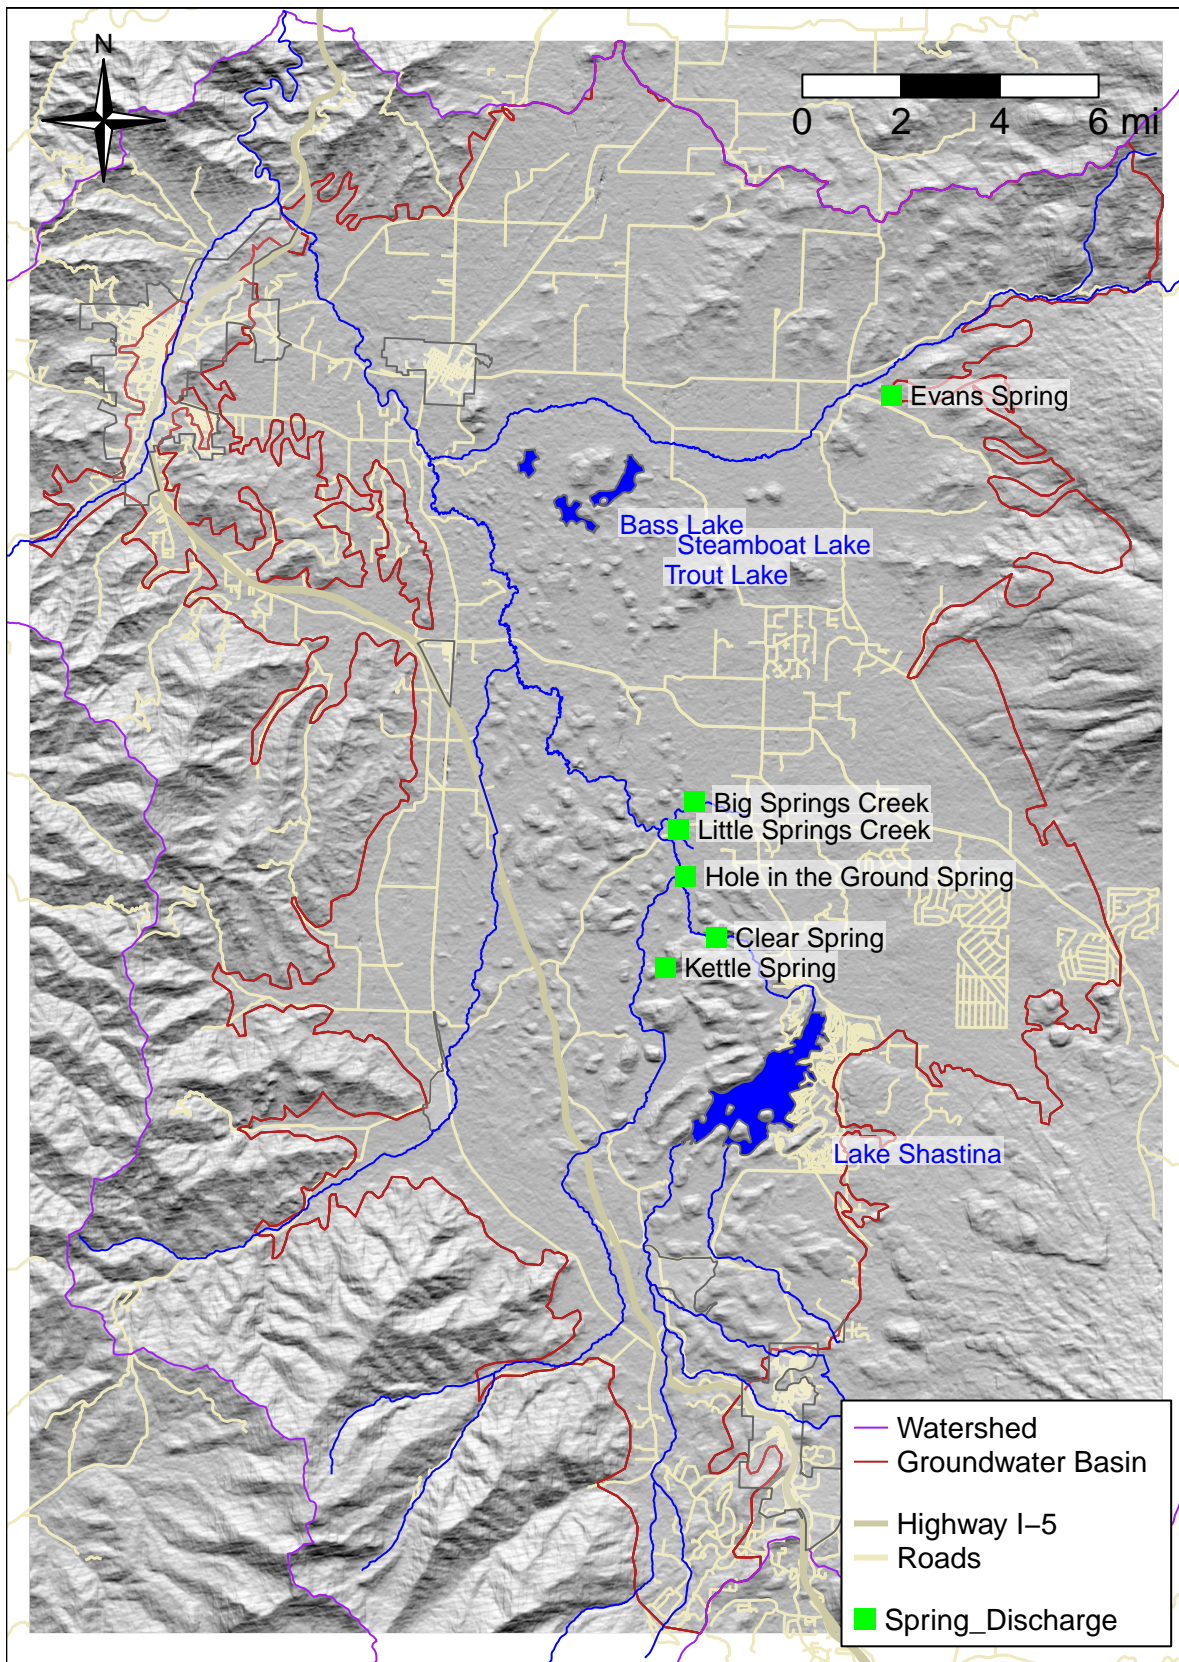 N
0 2 4 6 mi
Evans Spring
Bass Lake
Steamboat Lake
Trout Lake
Big Springs Creek
Little Springs Creek
Hole in the Ground Spring
Clear Spring
Kettle Spring
Lake Shastina
Watershed
Groundwater Basin
Highway I−5
Roads
Spring_Discharge